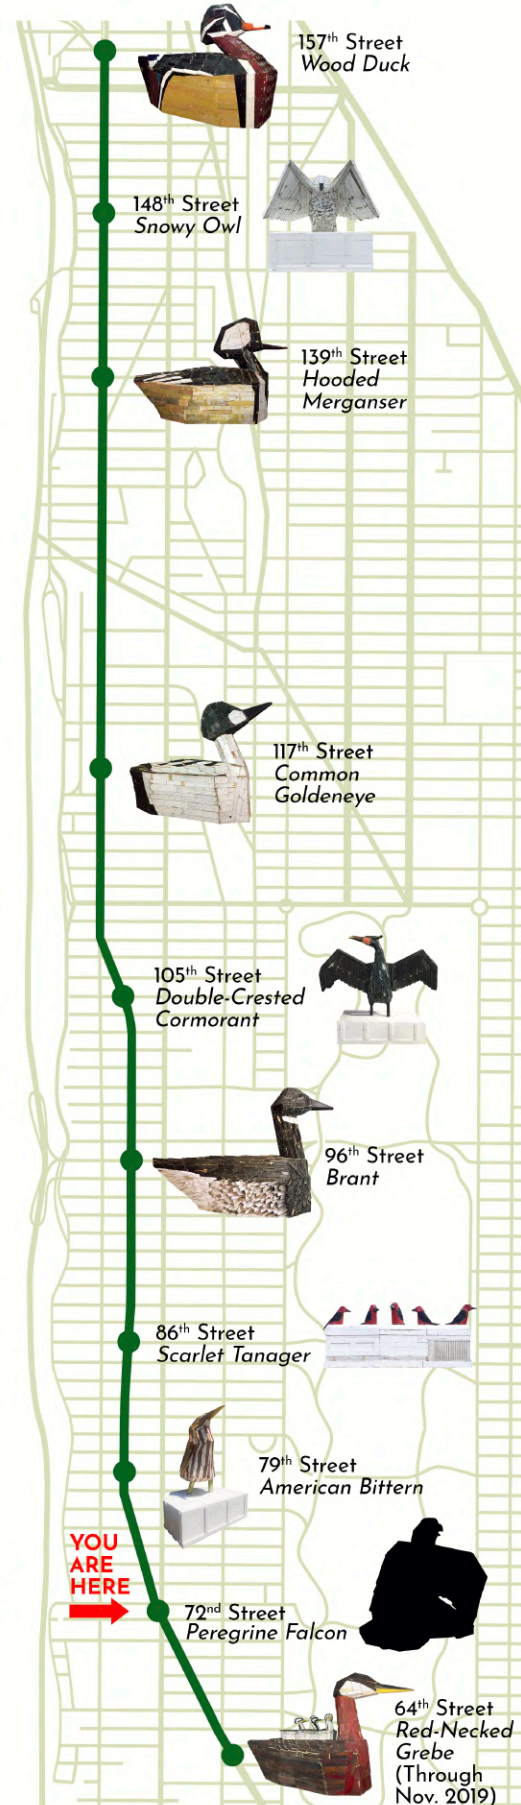 157th Street
Wood Duck
148th Street
Snowy Owl
139th Street
Hooded
Merganser
117th Street
Common
Goldeneye
105th Street
Double-Crested
Cormorant
96th Street
Brant
86th Street
Scarlet Tanager
79th Street
American Bittern
YOU
ARE
HERE
72nd Street
Peregrine Falcon
64th Street
Red-Necked
Grebe
(Through
Nov. 2019)